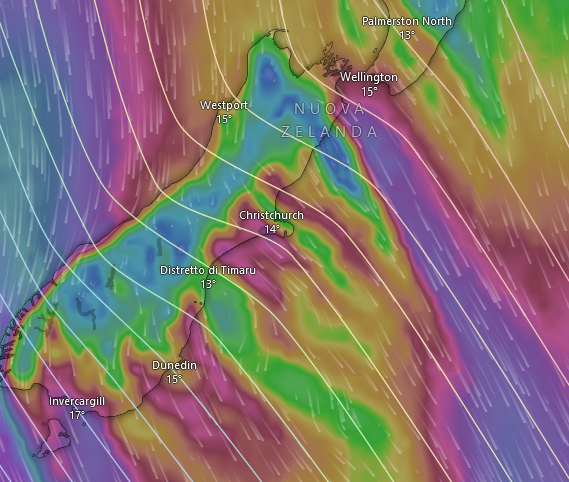 Palmerston North
13°
Wellington
15°
Westport
15°
NUOVA
ZELANDA
Christchurch
14°
Distretto di Timaru
13°
Dunedin
15°
Invercargill
17°